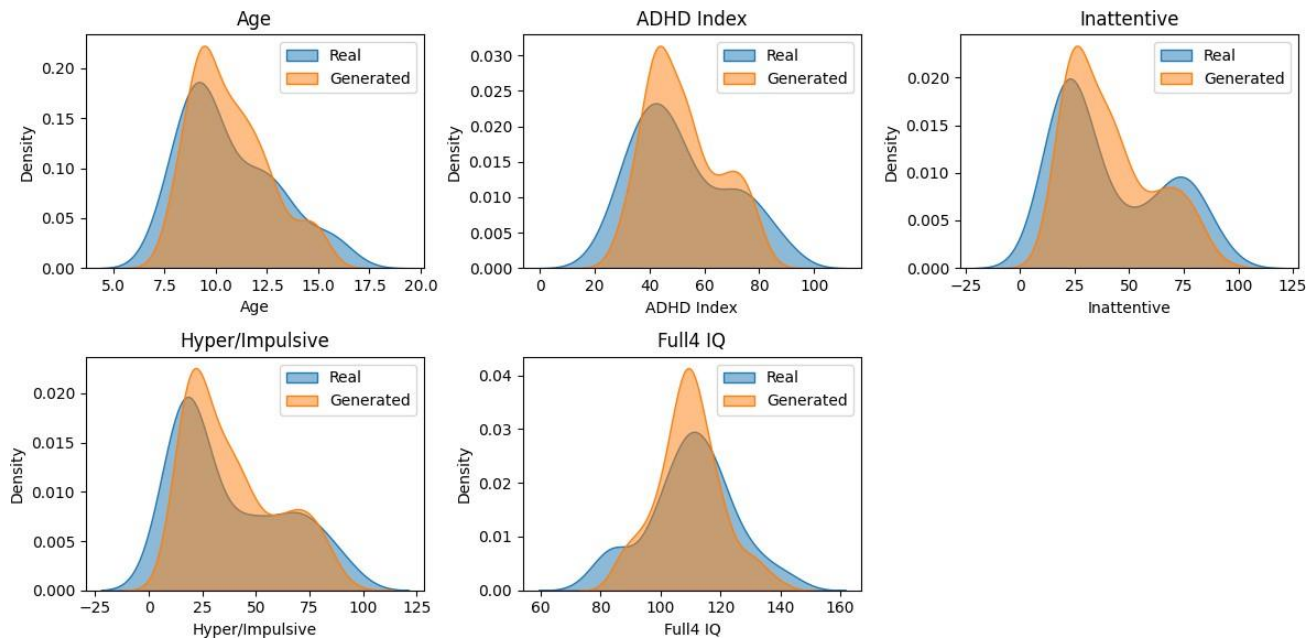 Age
Real
Generated
Density
0.20
0.15
0.10
0.05
0.00
5.0 7.5 10.0 12.5 15.0 17.5 20.0
Age
ADHD Index
Real
Generated
Density
0.030
0.025
0.020
0.015
0.010
0.005
0.000
0 20 40 60 80 100
ADHD Index
Inattentive
Real
Generated
Density
0.020
0.015
0.010
0.005
0.000
−25 0 25 50 75 100 125
Inattentive
Hyper/Impulsive
Real
Generated
Density
0.020
0.015
0.010
0.005
0.000
−25 0 25 50 75 100 125
Hyper/Impulsive
Full4 IQ
Real
Generated
Density
0.04
0.03
0.02
0.01
0.00
60 80 100 120 140 160
Full4 IQ